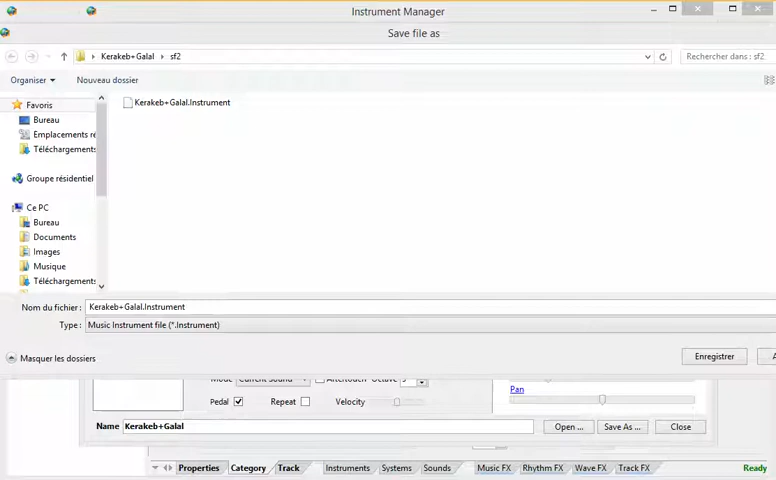 Instrument Manager
Save file as
Kerakeb+Galal sf2
Rechercher dans : sf2
Organiser Nouveau dossier
Favoris
Kerakeb+Galal.Instrument
Bureau
Emplacements ré
Téléchargements
Groupe résidentiel
Ce PC
Bureau
Documents
Images
Musique
Téléchargements
Nom du fichier : Kerakeb+Galal.Instrument
Type : Music Instrument file (*.Instrument)
Masquer les dossiers Enregistrer A
Mode Current Sound Aftertouch Octave
Pan
Pedal Repeat Velocity
Name Kerakeb+Galal Open ... Save As ... Close
Properties Category Track Instruments Systems Sounds Music FX Rhythm FX Wave FX Track FX Ready